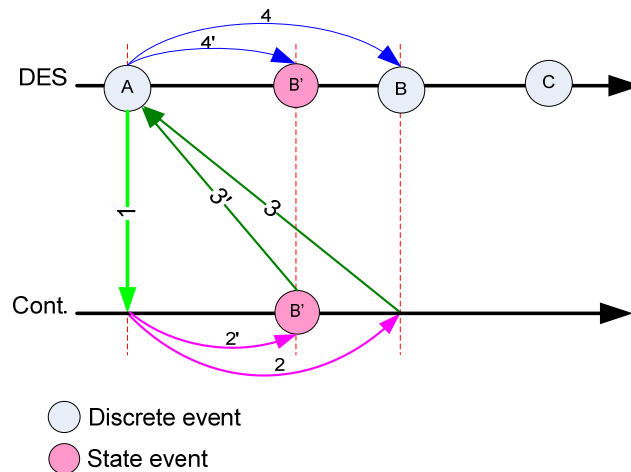 4
4'
DES
A
B'
B
C
1
3'
3
Cont.
B'
2'
2
Discrete event
State event